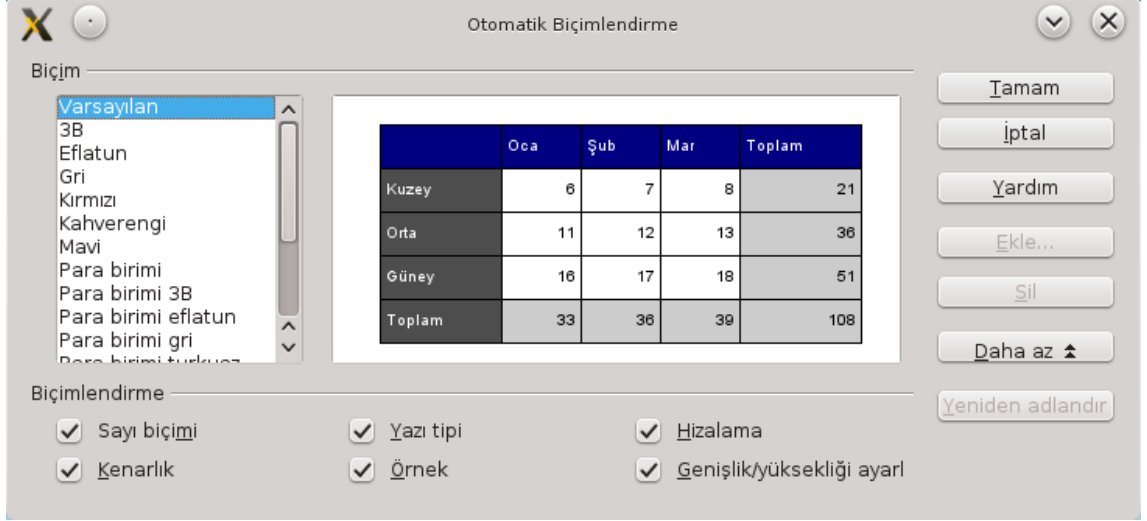 Otomatik Biçimlendirme
Biçim
Varsayılan
3B
Eflatun
Gri
Kırmızı
Kahverengi
Mavi
Para birimi
Para birimi 3B
Para birimi eflatun
Para birimi gri
Para birimi turkuaz
Oca Şub Mar Toplam
Kuzey 6 7 8 21
Orta 11 12 13 36
Güney 16 17 18 51
Toplam 33 36 39 108
Tamam
İptal
Yardım
Ekle...
Sil
Daha az
Yeniden adlandır
Biçimlendirme
Sayı biçimi Yazı tipi Hizalama
Kenarlık Örnek Genişlik/yüksekliği ayarl